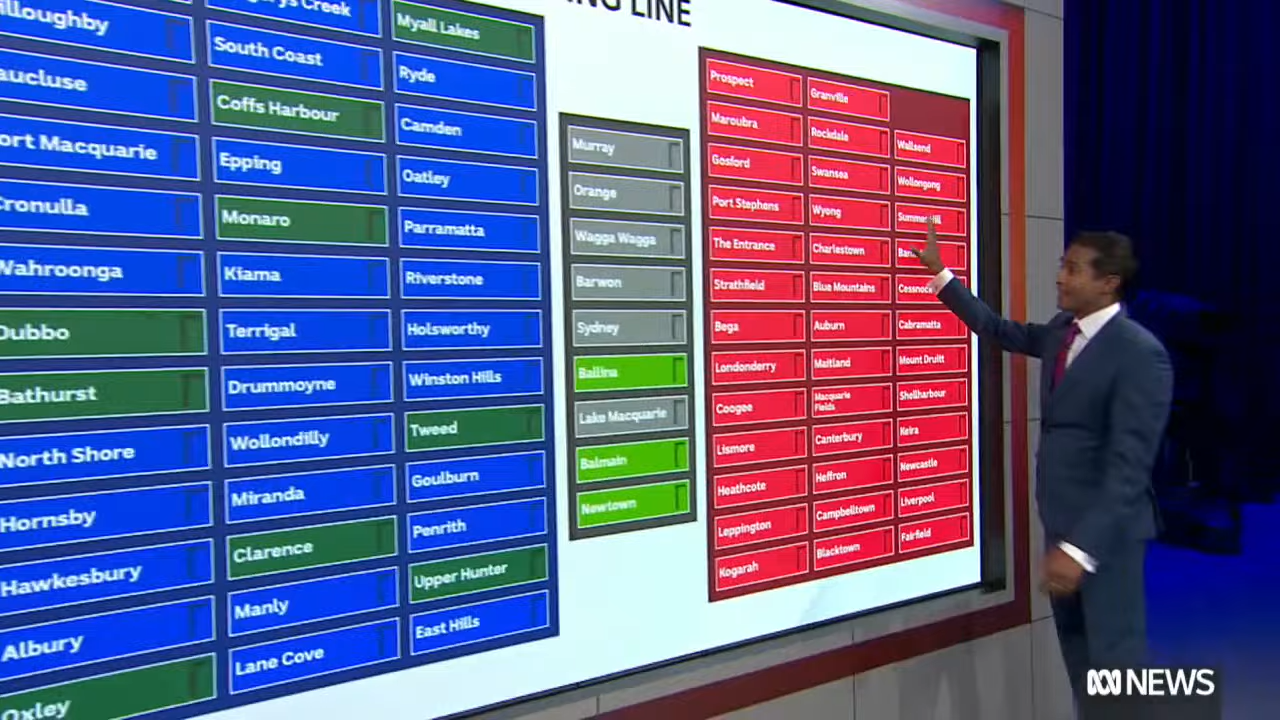 LINE
illoughby
aucluse
ort Macquarie
Cronulla
Wahroonga
Dubbo
Bathurst
North Shore
Hornsby
Hawkesbury
Albury
Oxley
Creek
South Coast
Coffs Harbour
Epping
Monaro
Kiama
Terrigal
Drummoyne
Wollondilly
Miranda
Clarence
Manly
Lane Cove
Myall Lakes
Ryde
Camden
Oatley
Parramatta
Riverstone
Holsworthy
Winston Hills
Tweed
Goulburn
Penrith
Upper Hunter
East Hills
Murray
Orange
Wagga Wagga
Barwon
Sydney
Ballina
Lake Macquarie
Balmain
Newtown
Prospect
Maroubra
Gosford
Port Stephens
The Entrance
Strathfield
Bega
Londonderry
Coogee
Lismore
Heathcote
Leppington
Kogarah
Granville
Rockdale
Swansea
Wyong
Charlestown
Blue Mountains
Auburn
Maitland
Macquarie
Fields
Canterbury
Heffron
Campbelltown
Blacktown
Wallsend
Wollongong
Summer Hill
Cessnock
Cabramatta
Mount Druitt
Shellharbour
Keira
Newcastle
Liverpool
Fairfield
NEWS